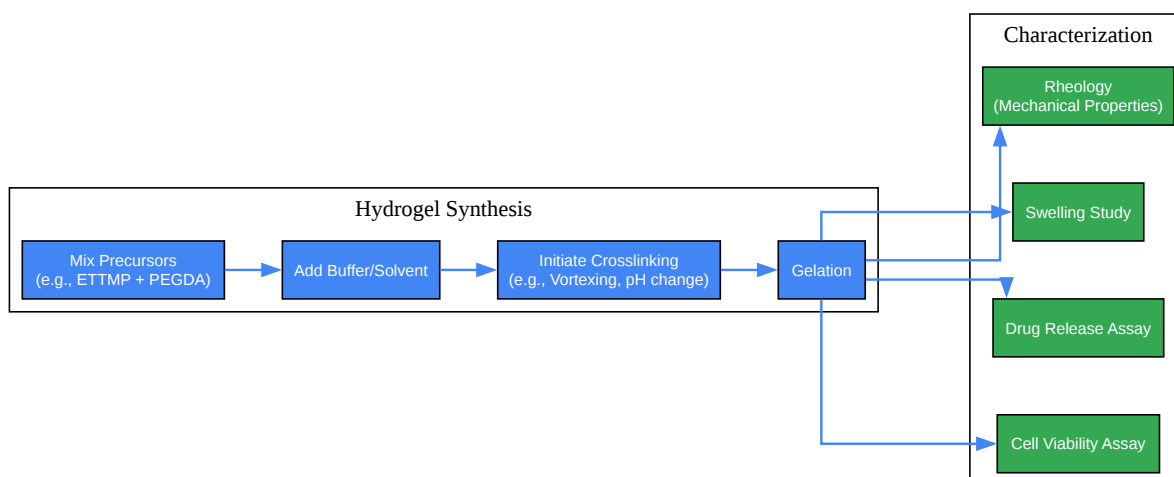 Characterization
Rheology
(Mechanical Properties)
Hydrogel Synthesis
Mix Precursors
(e.g., ETTMP + PEGDA)
Add Buffer/Solvent
Initiate Crosslinking
(e.g., Vortexing, pH change)
Gelation
Swelling Study
Drug Release Assay
Cell Viability Assay